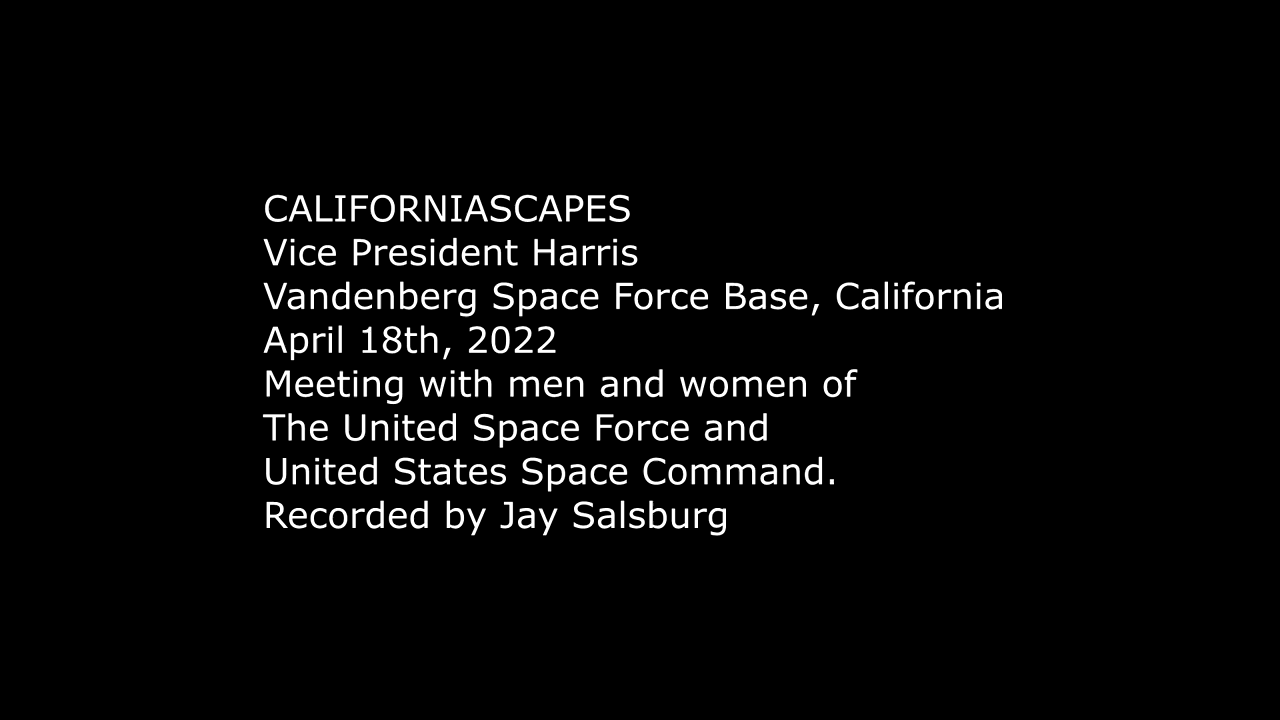 CALIFORNIASCAPES
Vice President Harris
Vandenberg Space Force Base, California
April 18th, 2022
Meeting with men and women of
The United Space Force and
United States Space Command.
Recorded by Jay Salsburg